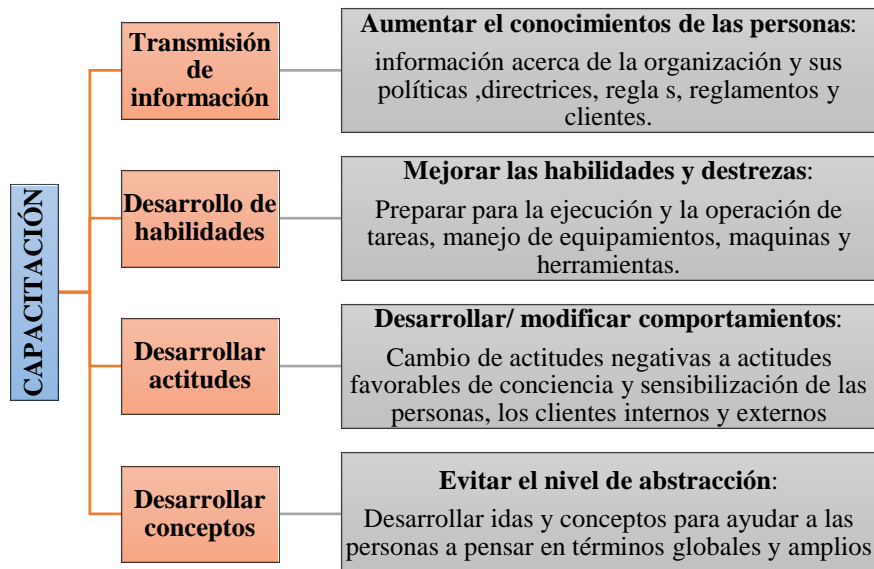 CAPACITACIÓN
Transmisión
de
información
Aumentar el conocimientos de las personas:
información acerca de la organización y sus
políticas ,directrices, regla s, reglamentos y
clientes.
Desarrollo de
habilidades
Mejorar las habilidades y destrezas:
Preparar para la ejecución y la operación de
tareas, manejo de equipamientos, maquinas y
herramientas.
Desarrollar
actitudes
Desarrollar/ modificar comportamientos:
Cambio de actitudes negativas a actitudes
favorables de conciencia y sensibilización de las
personas, los clientes internos y externos
Desarrollar
conceptos
Evitar el nivel de abstracción:
Desarrollar idas y conceptos para ayudar a las
personas a pensar en términos globales y amplios